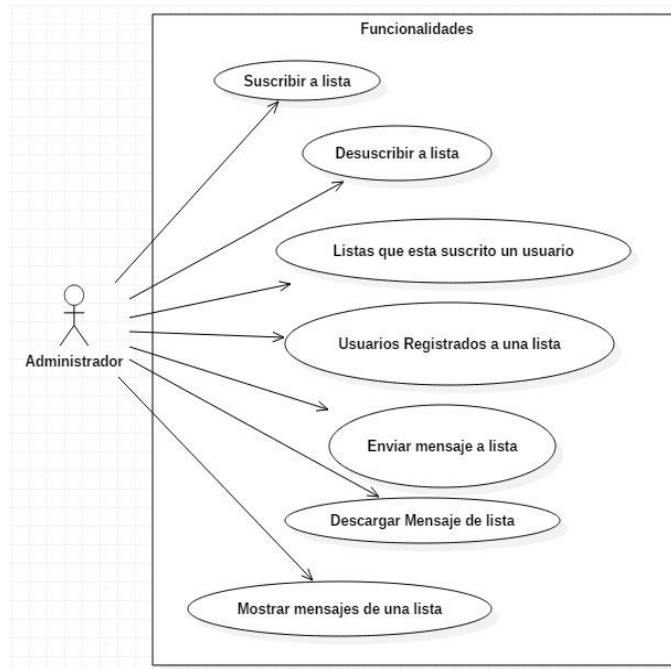 Funcionalidades
Suscribir a lista
Desuscribir a lista
Listas que esta suscrito un usuario
Usuarios Registrados a una lista
Administrador
Enviar mensaje a lista
Descargar Mensaje de lista
Mostrar mensajes de una lista